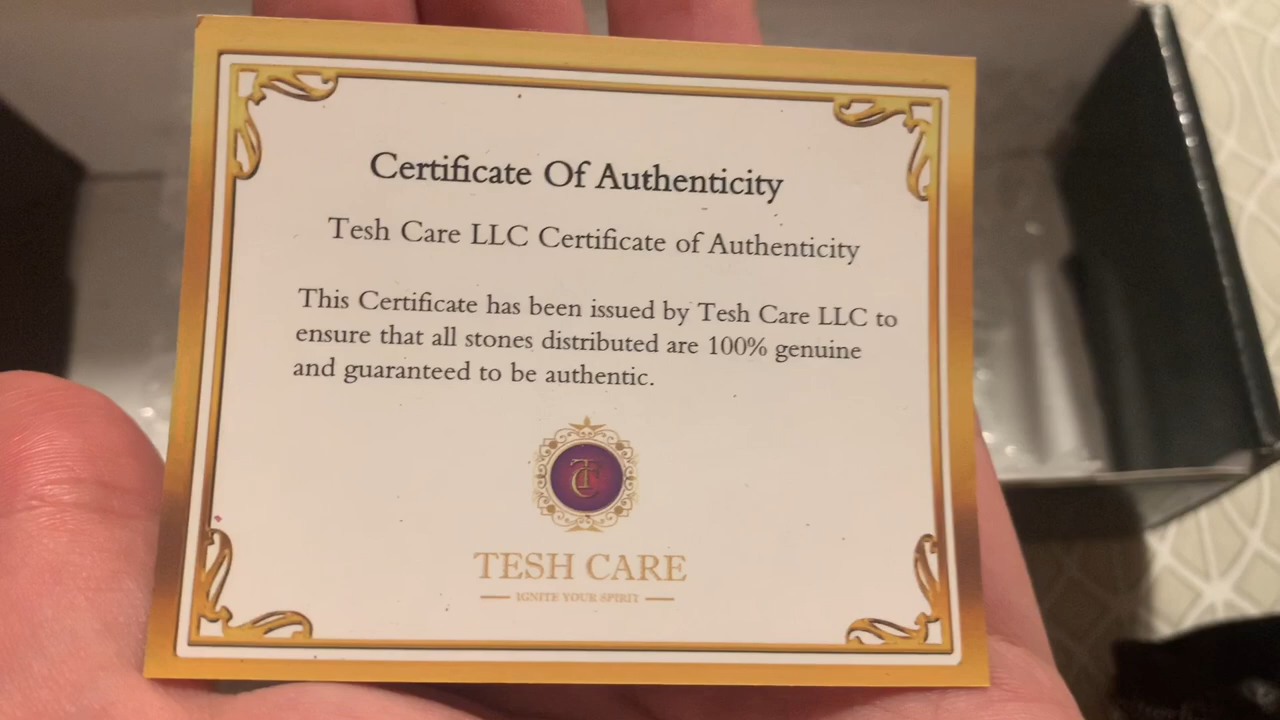 Certificate Of Authenticity
Tesh Care LLC Certificate of Authenticity
This Certificate has been issued by Tesh Care LLC to
ensure that all stones distributed are 100% genuine
and guaranteed to be authentic.
TC
TESH CARE
IGNITE YOUR SPIRIT